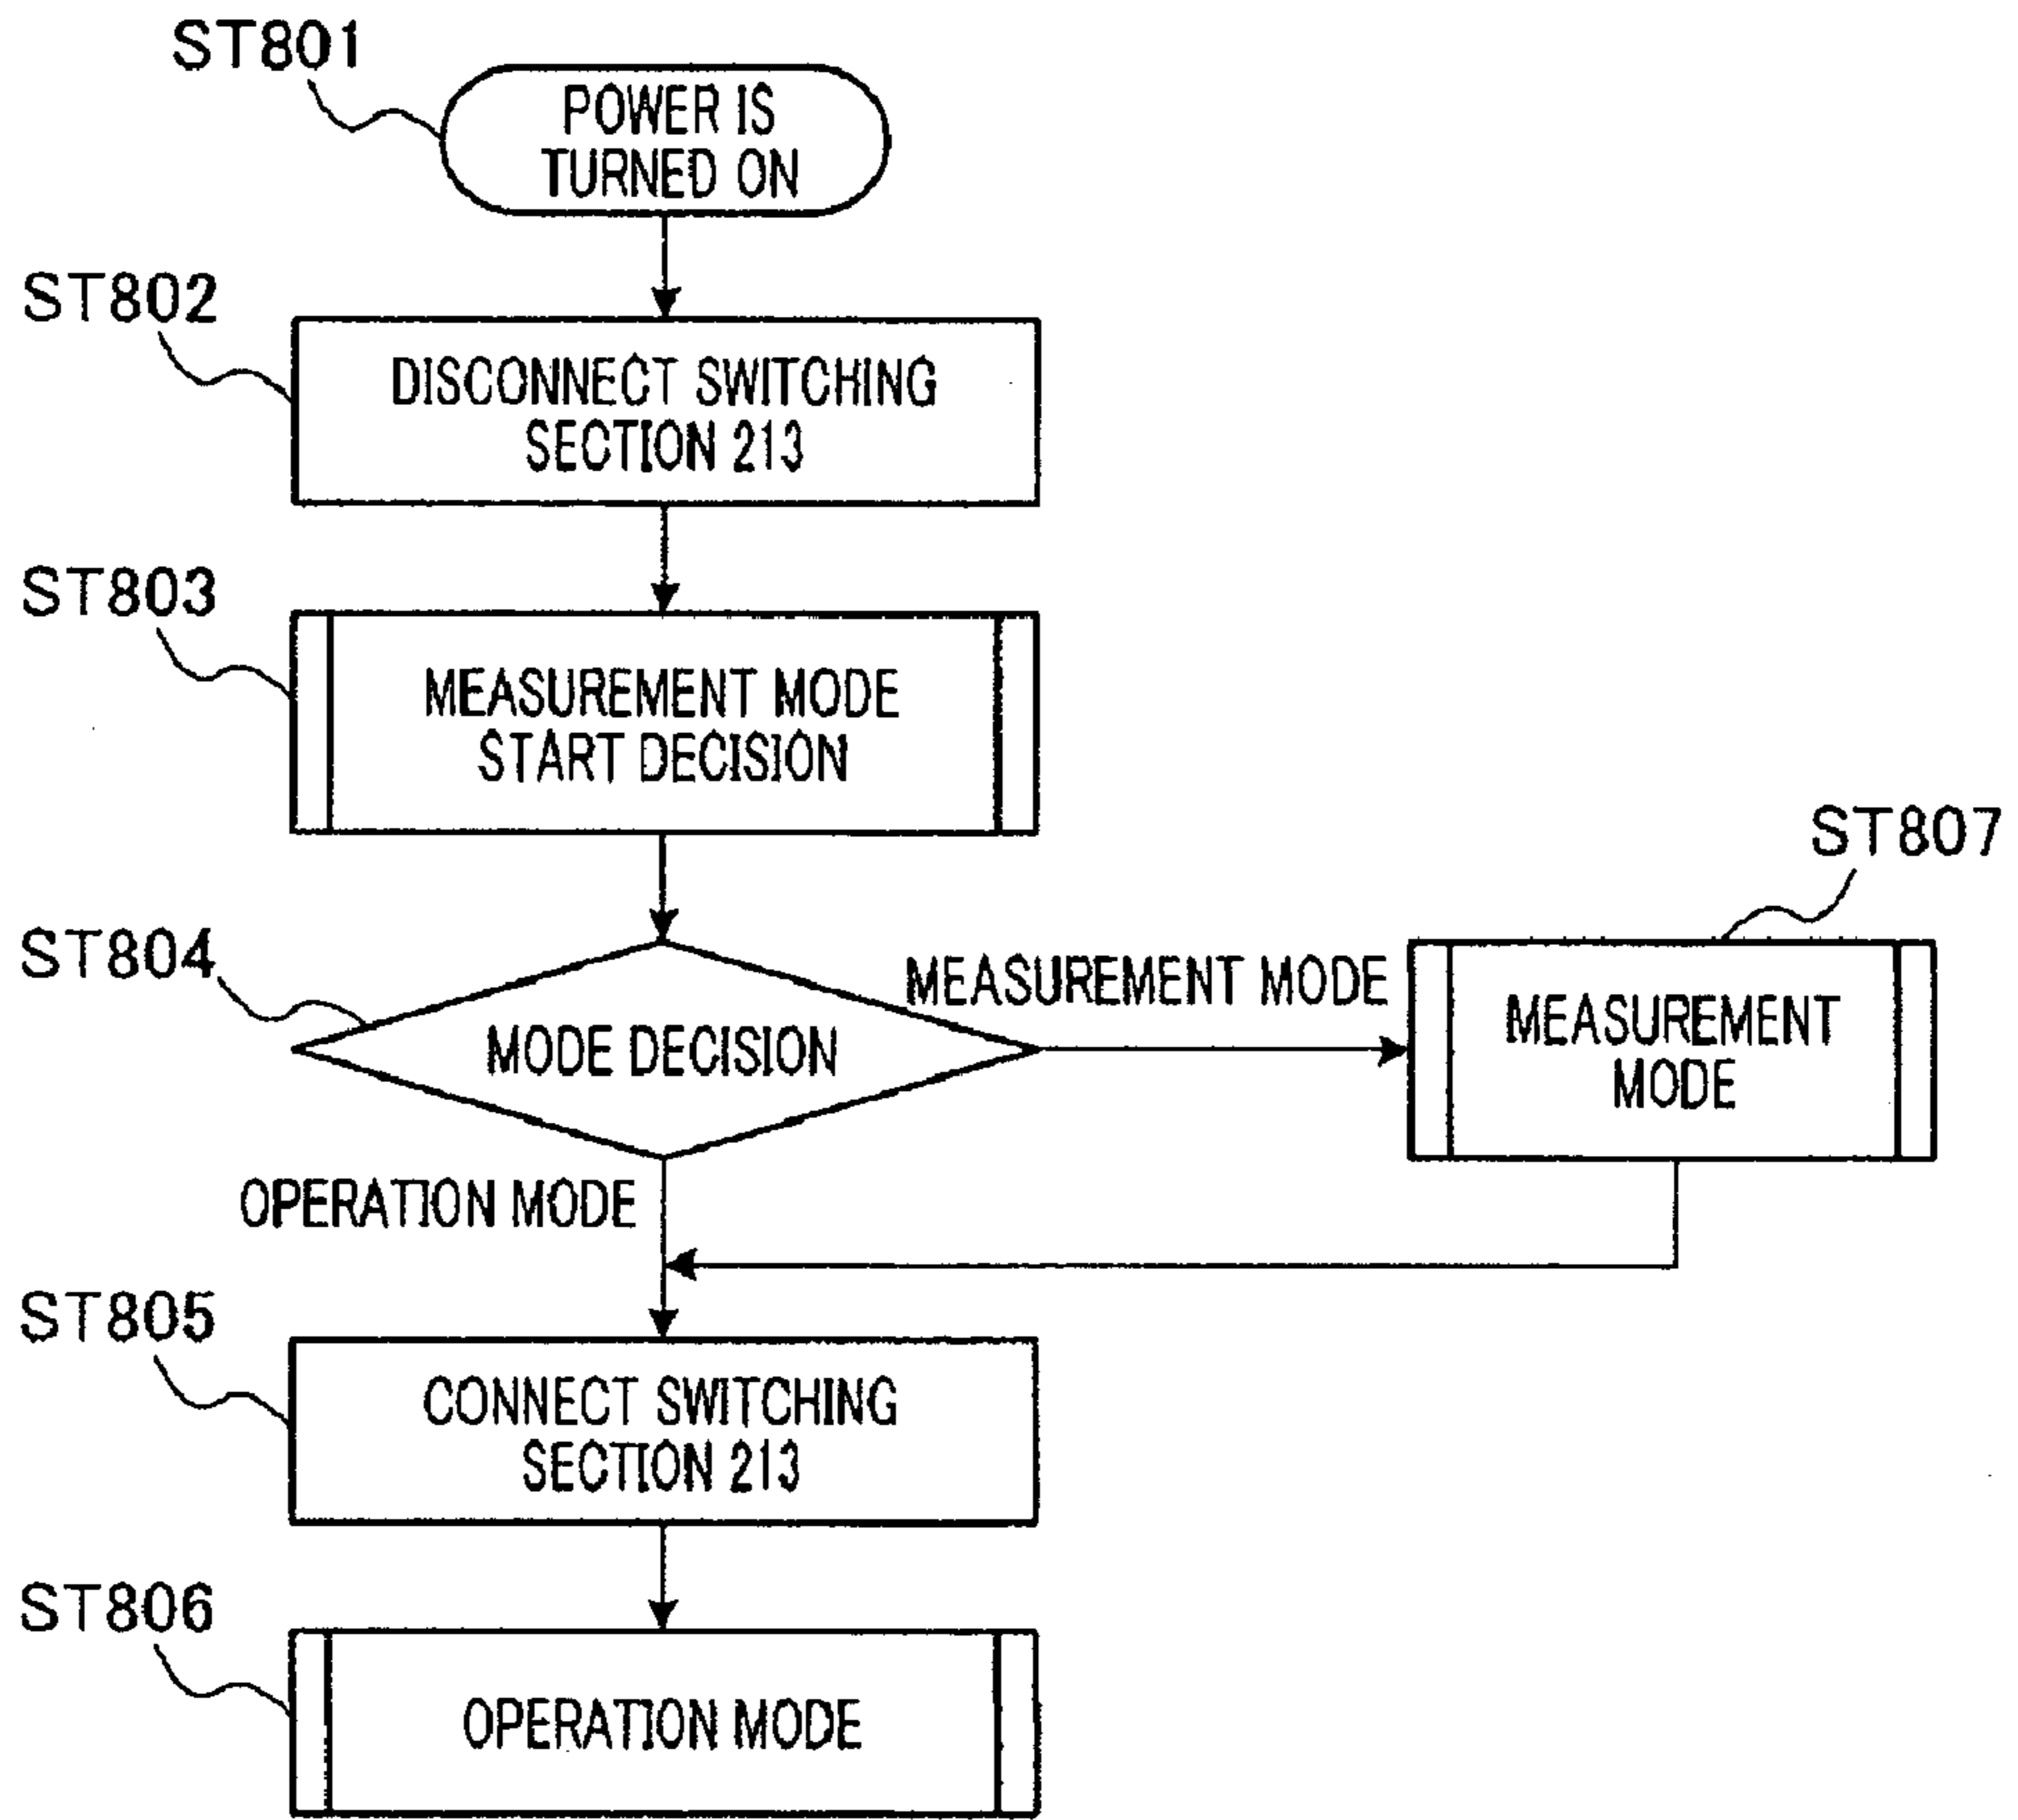 ST801
POWER IS
TURNED ON
ST802
DISCONNECT SWITCHING
SECTION 213
ST803
MEASUREMENT MODE
START DECISION
ST807
ST804
MEASUREMENT MODE
MODE DECISION
MEASUREMENT
MODE
OPERATION MODE
ST805
CONNECT SWITCHING
SECTION 213
ST806
OPERATION MODE